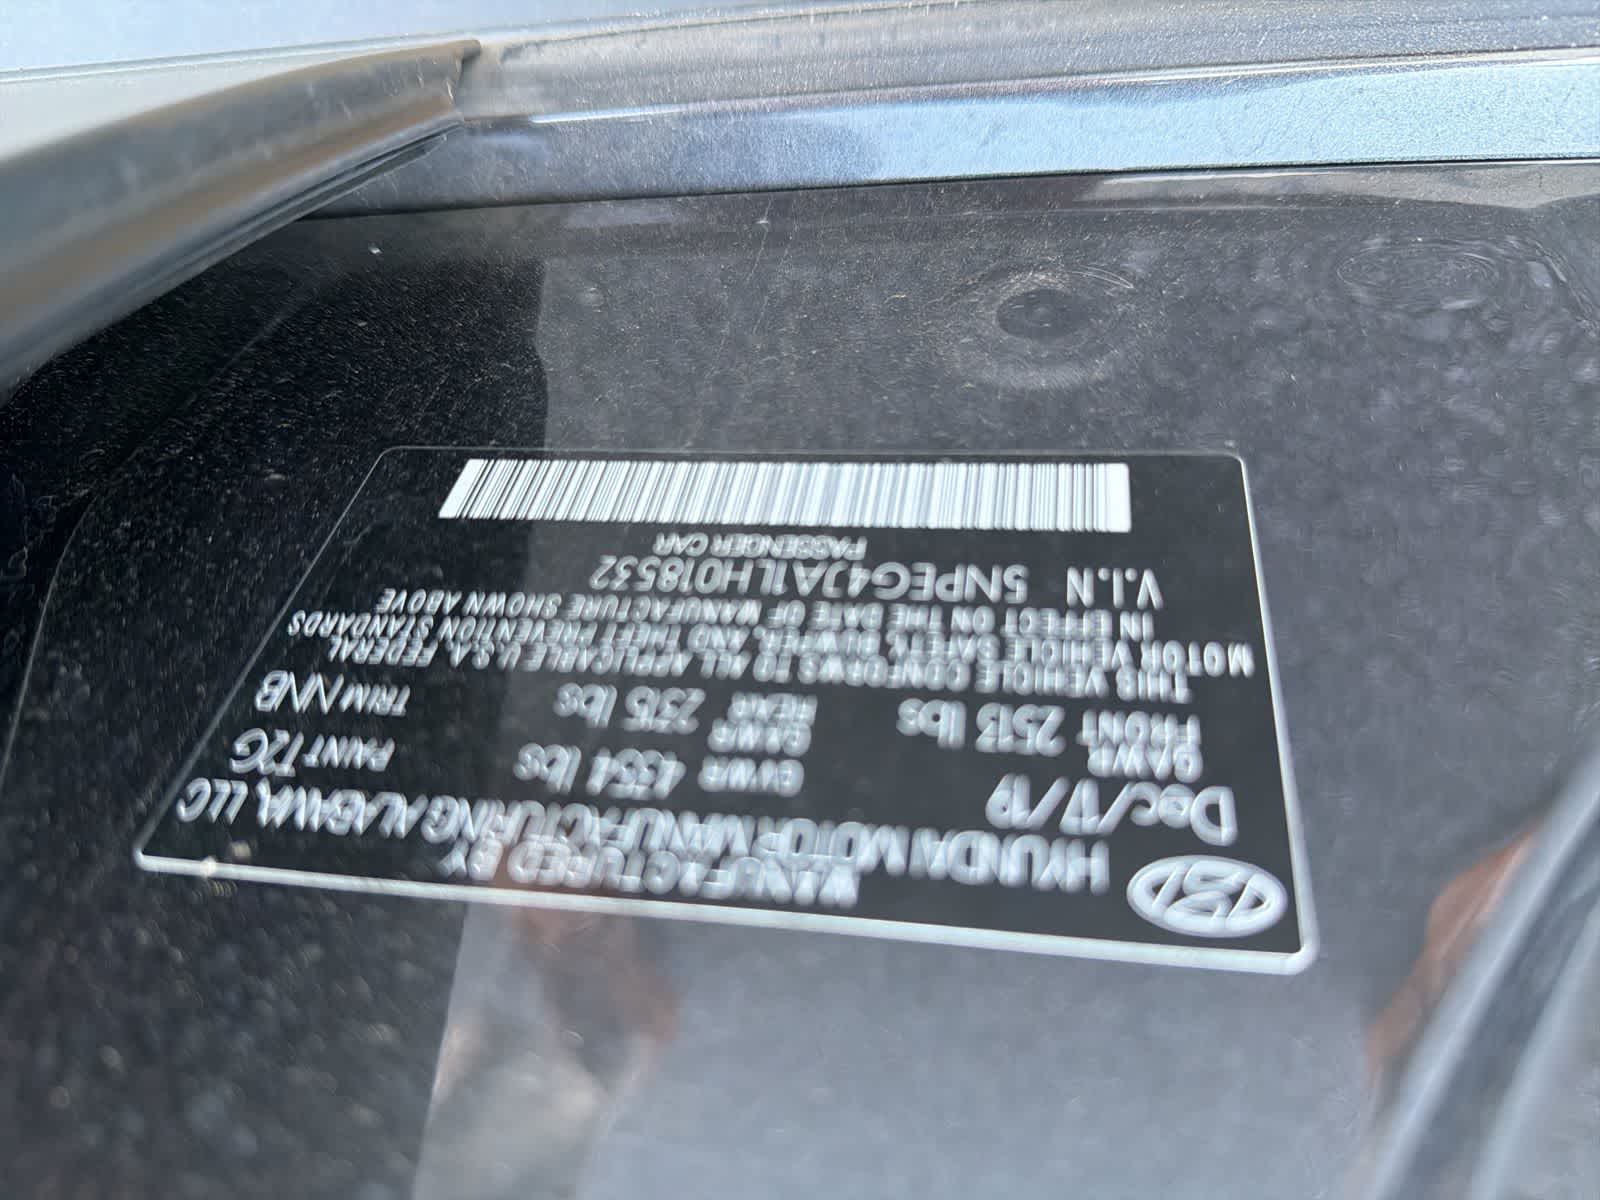 MANUFACTURED BY
HYUNDAI MOTOR MANUFACTURING ALABAMA, LLC
Dec/17/19 GVWR 4354 lbs PAINT T2G
GAWR FRONT 2513 lbs GAWR REAR 2315 lbs TRIM NNB
THIS VEHICLE CONFORMS TO ALL APPLICABLE U.S.A. FEDERAL
MOTOR VEHICLE SAFETY, BUMPER, AND THEFT PREVENTION STANDARDS
IN EFFECT ON THE DATE OF MANUFACTURE SHOWN ABOVE
V.I.N 5NPEG4JA1LH018532
PASSENGER CAR